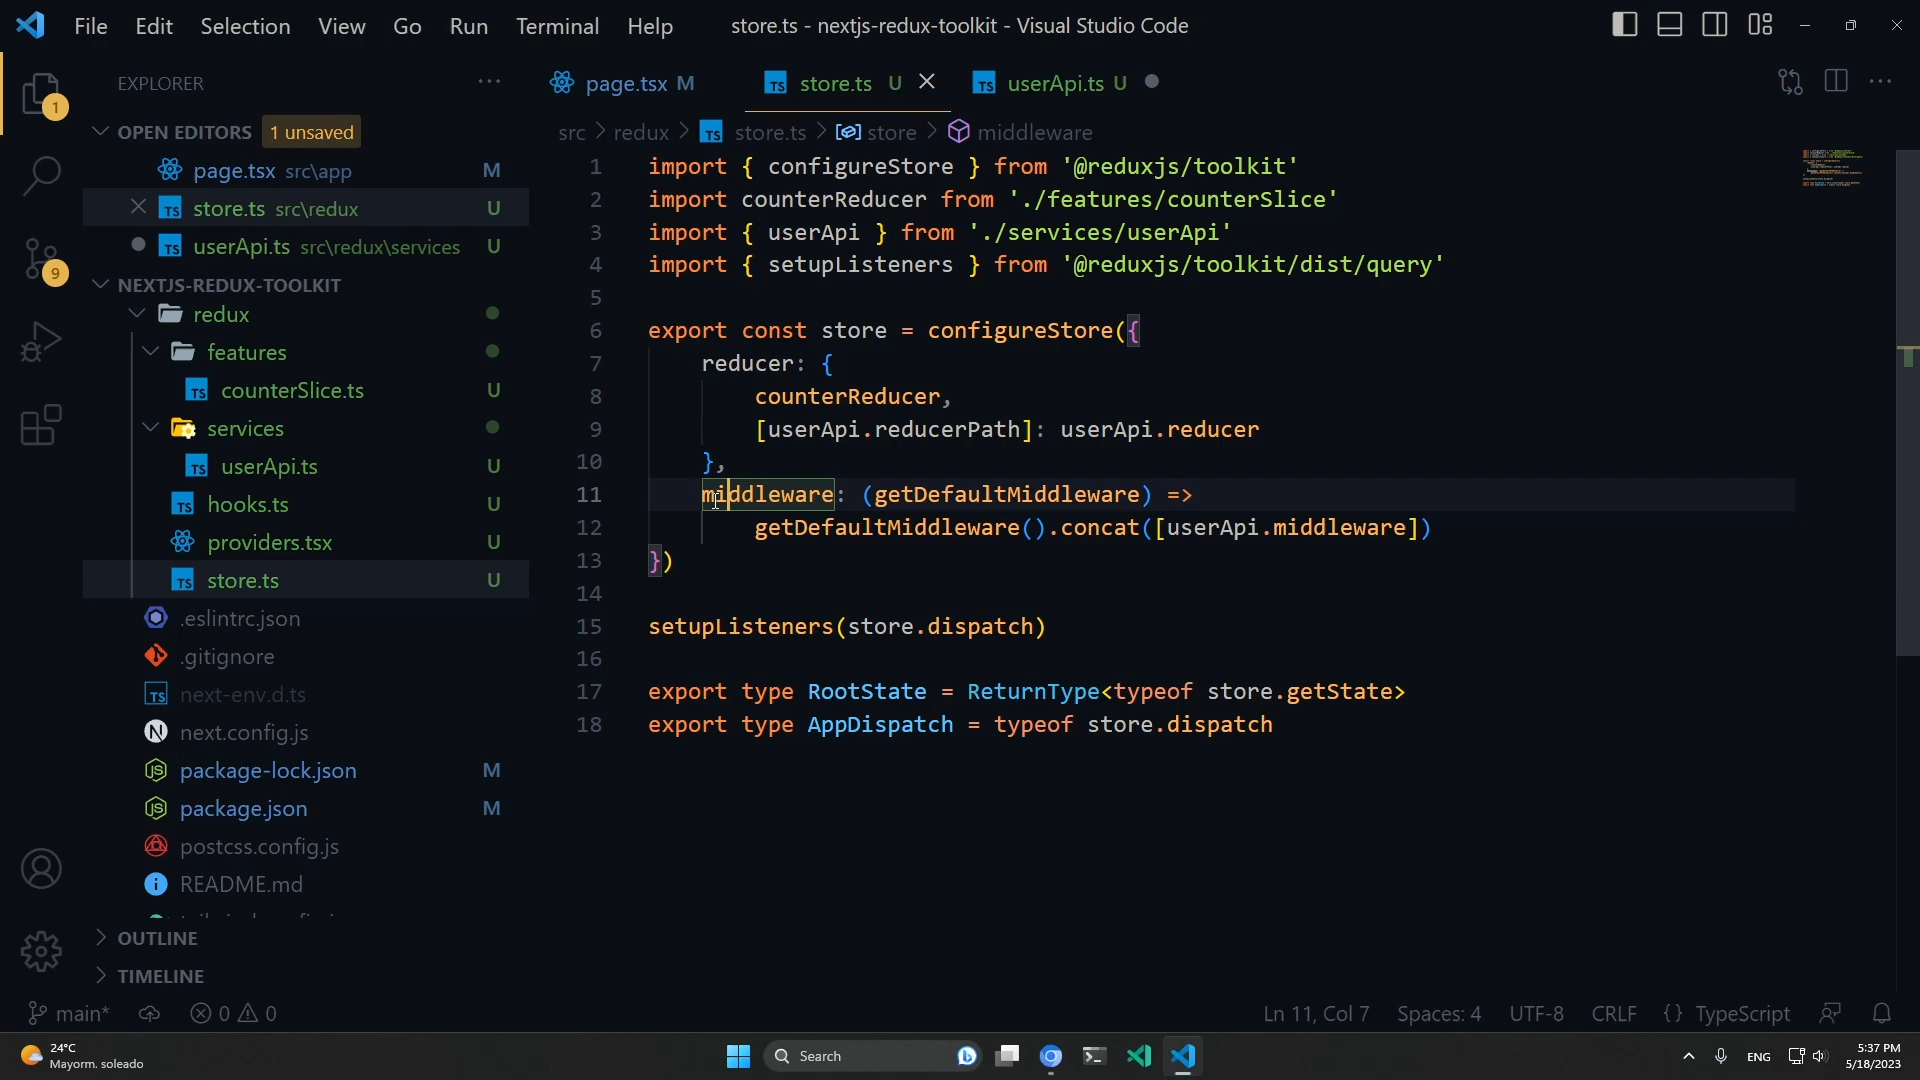 File Edit Selection View Go Run Terminal Help
store.ts - nextjs-redux-toolkit - Visual Studio Code
EXPLORER
OPEN EDITORS 1 unsaved
page.tsx src\app M
store.ts src\redux U
userApi.ts src\redux\services U
NEXTJS-REDUX-TOOLKIT
redux
features
counterSlice.ts U
services
userApi.ts U
hooks.ts U
providers.tsx U
store.ts U
.eslintrc.json
.gitignore
next-env.d.ts
next.config.js
package-lock.json M
package.json M
postcss.config.js
README.md
OUTLINE
TIMELINE
1
9
page.tsx M
store.ts U
userApi.ts U
src > redux > store.ts > store > middleware
1 import { configureStore } from '@reduxjs/toolkit'
2 import counterReducer from './features/counterSlice'
3 import { userApi } from './services/userApi'
4 import { setupListeners } from '@reduxjs/toolkit/dist/query'
5
6 export const store = configureStore({
7 reducer: {
8 counterReducer,
9 [userApi.reducerPath]: userApi.reducer
10 },
11 middleware: (getDefaultMiddleware) =>
12 getDefaultMiddleware().concat([userApi.middleware])
13 })
14
15 setupListeners(store.dispatch)
16
17 export type RootState = ReturnType<typeof store.getState>
18 export type AppDispatch = typeof store.dispatch
main* 0 0
Ln 11, Col 7 Spaces: 4 UTF-8 CRLF {} TypeScript
24°C
Mayorm. soleado
Search
ENG
5:37 PM
5/18/2023